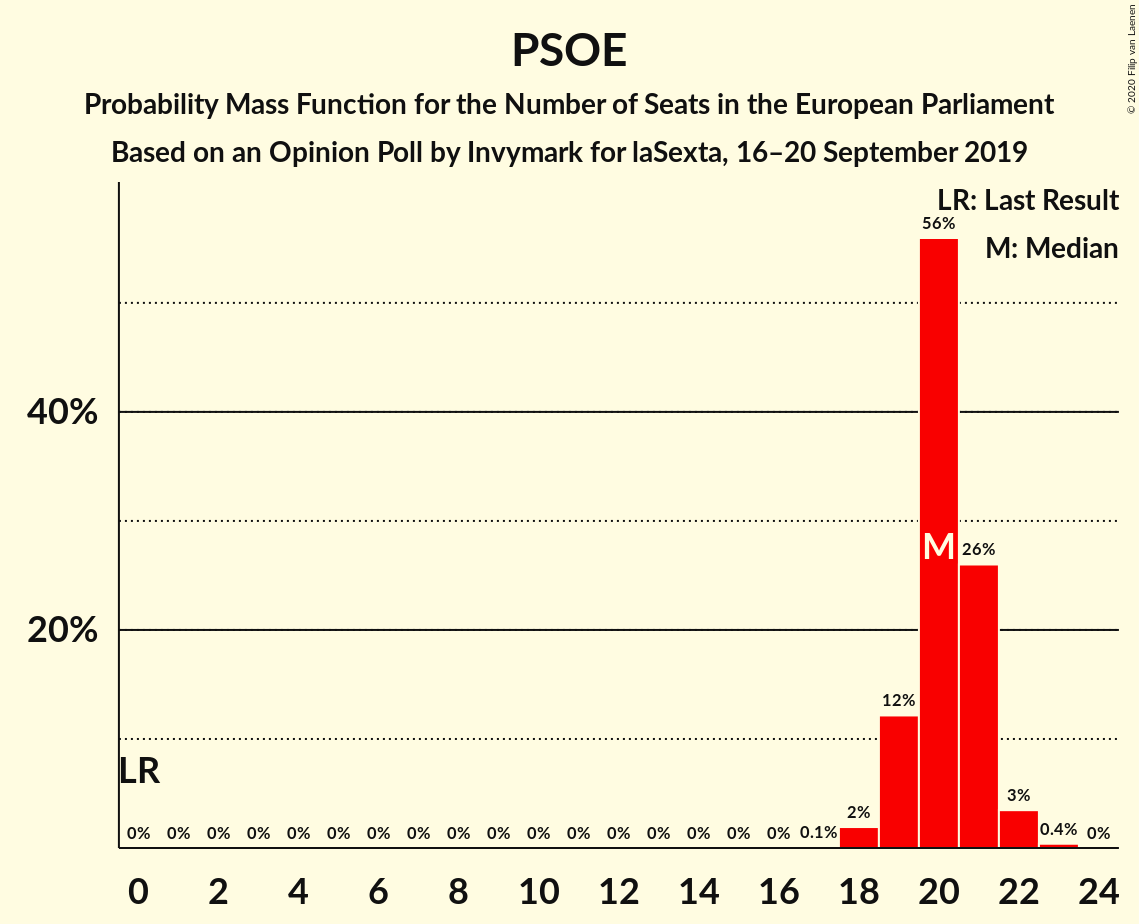 PSOE
Probability Mass Function for the Number of Seats in the European Parliament
Based on an Opinion Poll by Invymark for laSexta, 16–20 September 2019
© 2020 Filip van Laenen
LR: Last Result
M: Median
56%
40%
M
26%
20%
12%
LR
2%
3%
0% 0% 0% 0% 0% 0% 0% 0% 0% 0% 0% 0% 0% 0% 0% 0% 0% 0.1% 0.4% 0%
0 2 4 6 8 10 12 14 16 18 20 22 24